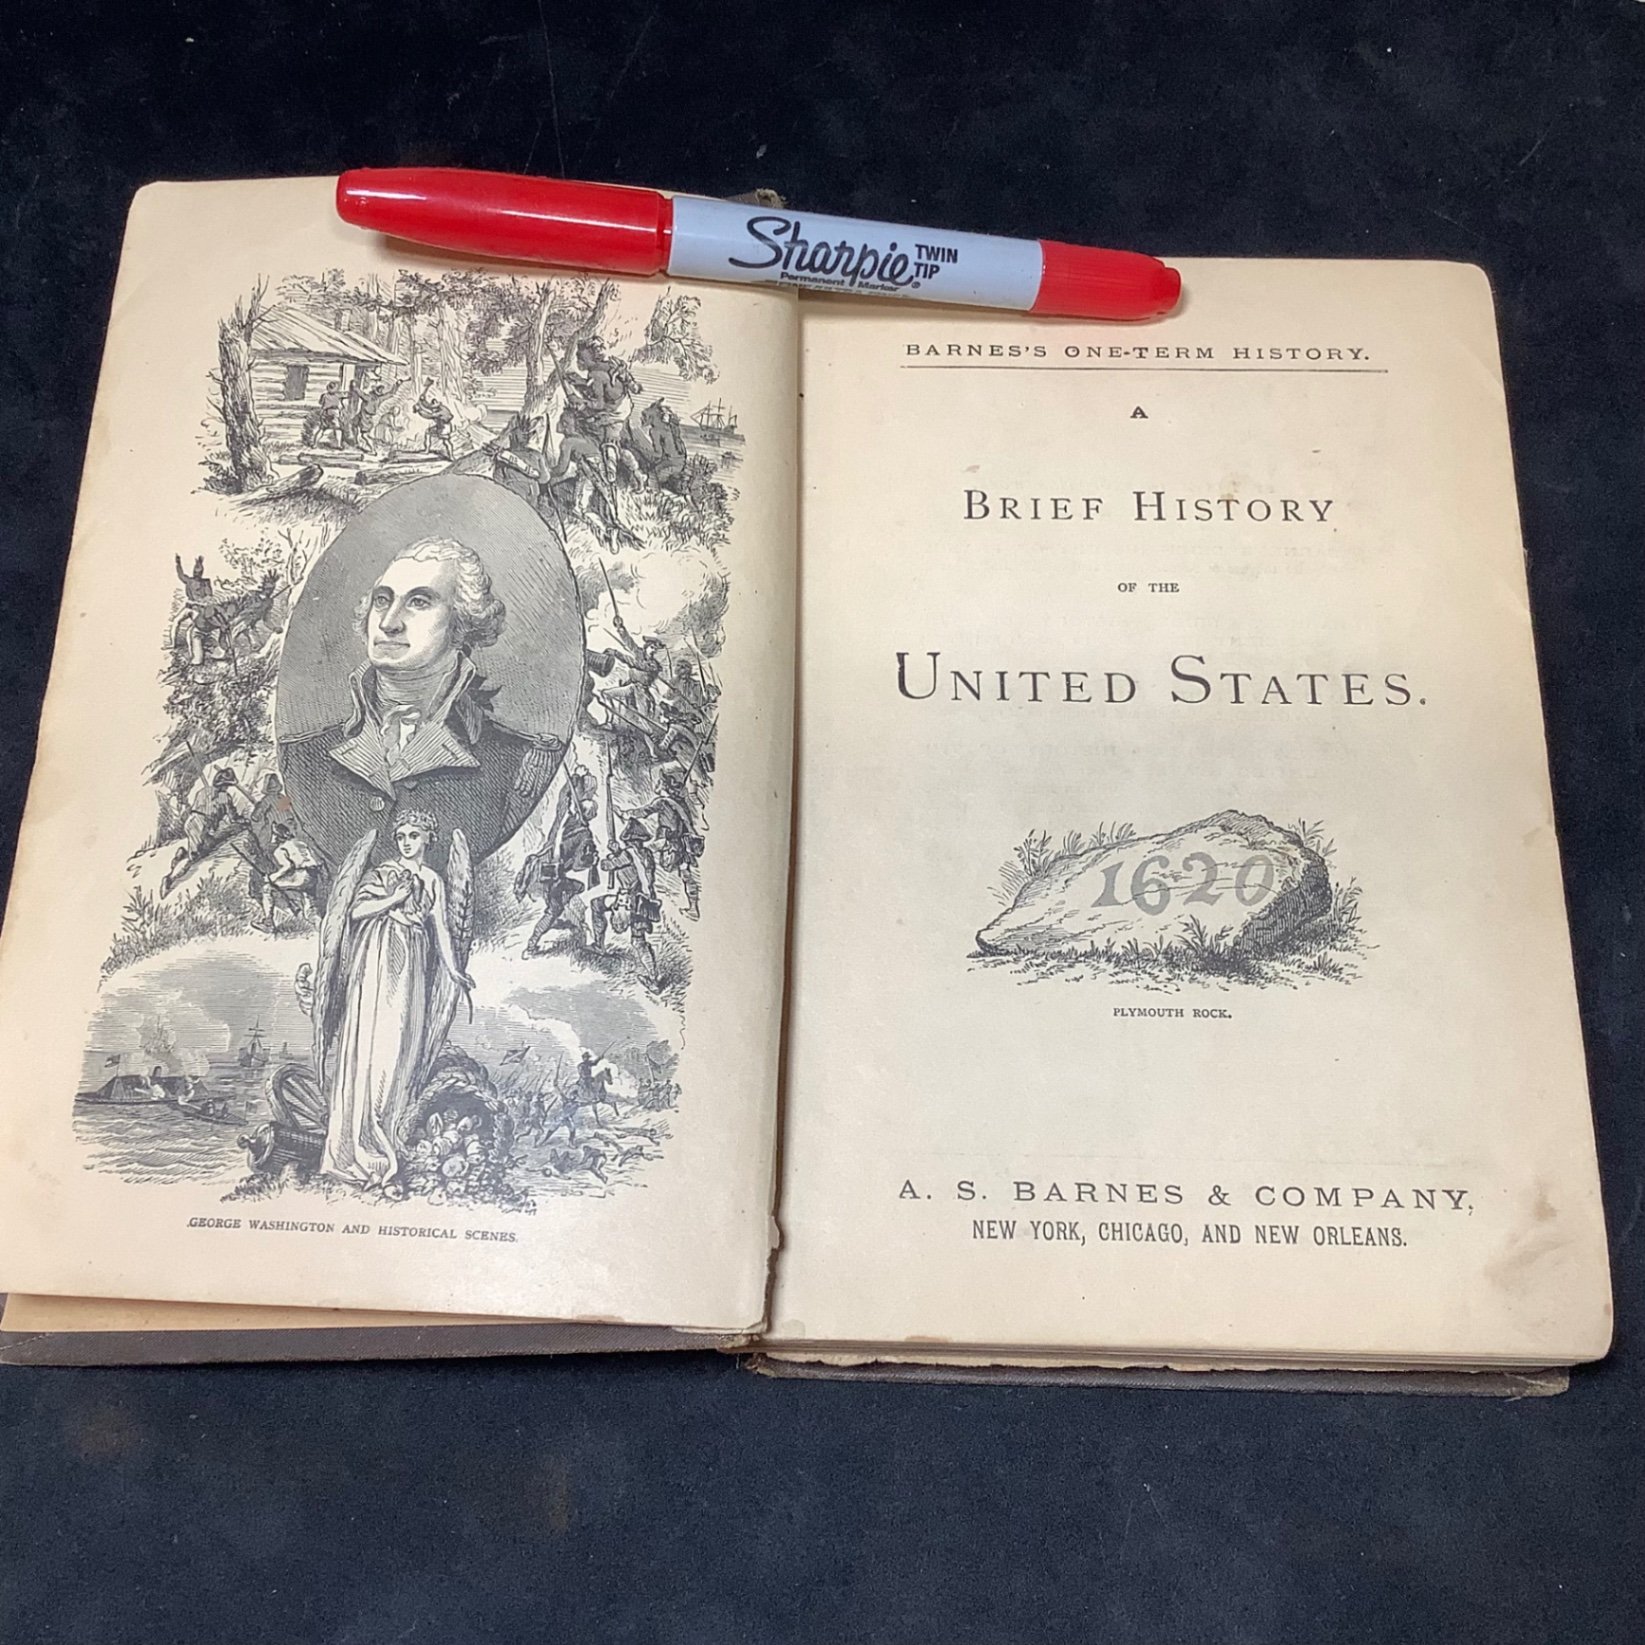 Sharpie® TWIN
TIP
Permanent Marker
GEORGE WASHINGTON AND HISTORICAL SCENES.
BARNES'S ONE-TERM HISTORY.
A
BRIEF HISTORY
OF THE
UNITED STATES.
1620
PLYMOUTH ROCK.
A. S. BARNES & COMPANY,
NEW YORK, CHICAGO, AND NEW ORLEANS.